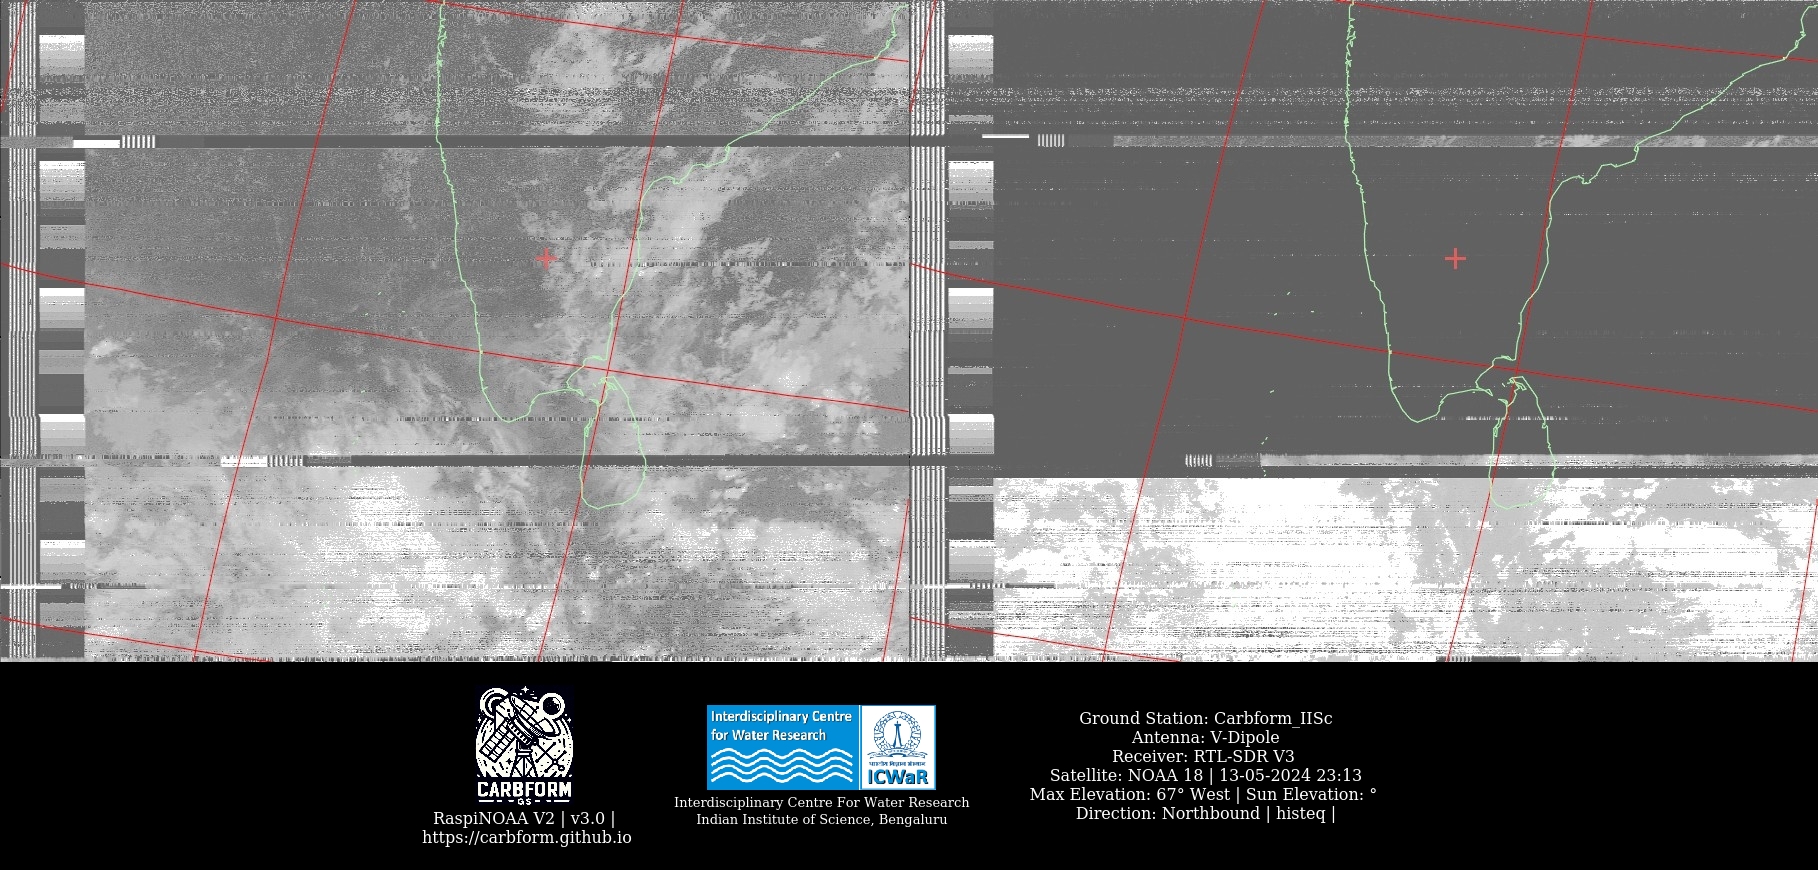 CARBFORM
GS
RaspiNOAA V2 | v3.0 |
https://carbform.github.io
Interdisciplinary Centre
for Water Research
ICWaR
Interdisciplinary Centre For Water Research
Indian Institute of Science, Bengaluru
Ground Station: Carbform_IISc
Antenna: V-Dipole
Receiver: RTL-SDR V3
Satellite: NOAA 18 | 13-05-2024 23:13
Max Elevation: 67° West | Sun Elevation: °
Direction: Northbound | histeq |